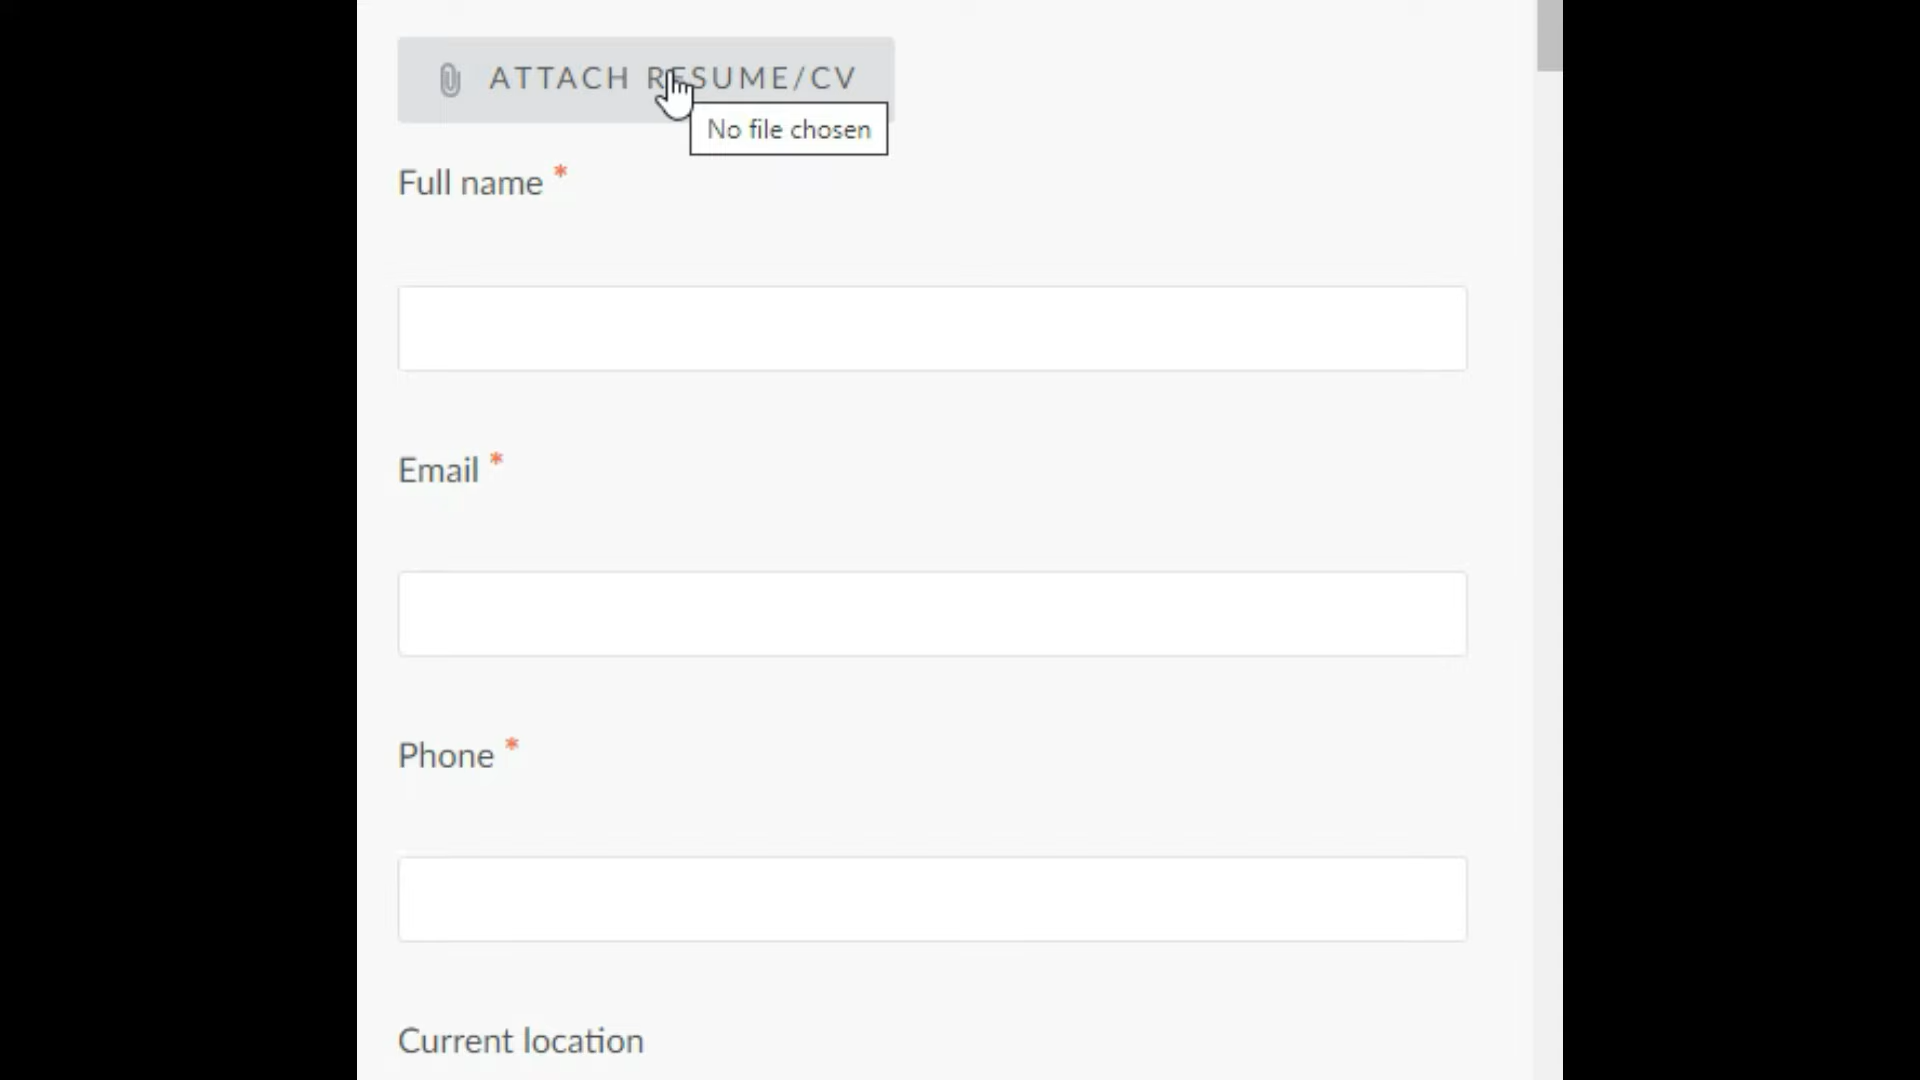 ATTACH RESUME/CV
No file chosen
Full name *
Email *
Phone *
Current location